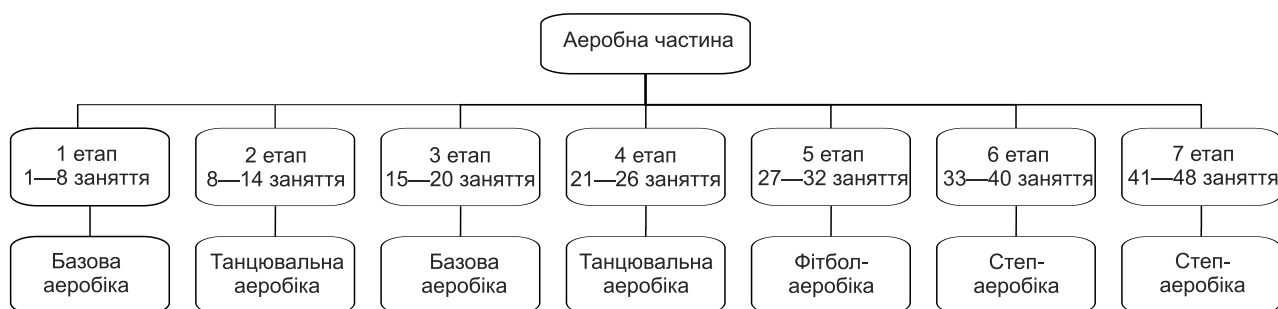 Аеробна частина
1 етап
1—8 заняття
2 етап
8—14 заняття
3 етап
15—20 заняття
4 етап
21—26 заняття
5 етап
27—32 заняття
6 етап
33—40 заняття
7 етап
41—48 заняття
Базова
аеробіка
Танцювальна
аеробіка
Базова
аеробіка
Танцювальна
аеробіка
Фітбол-
аеробіка
Степ-
аеробіка
Степ-
аеробіка